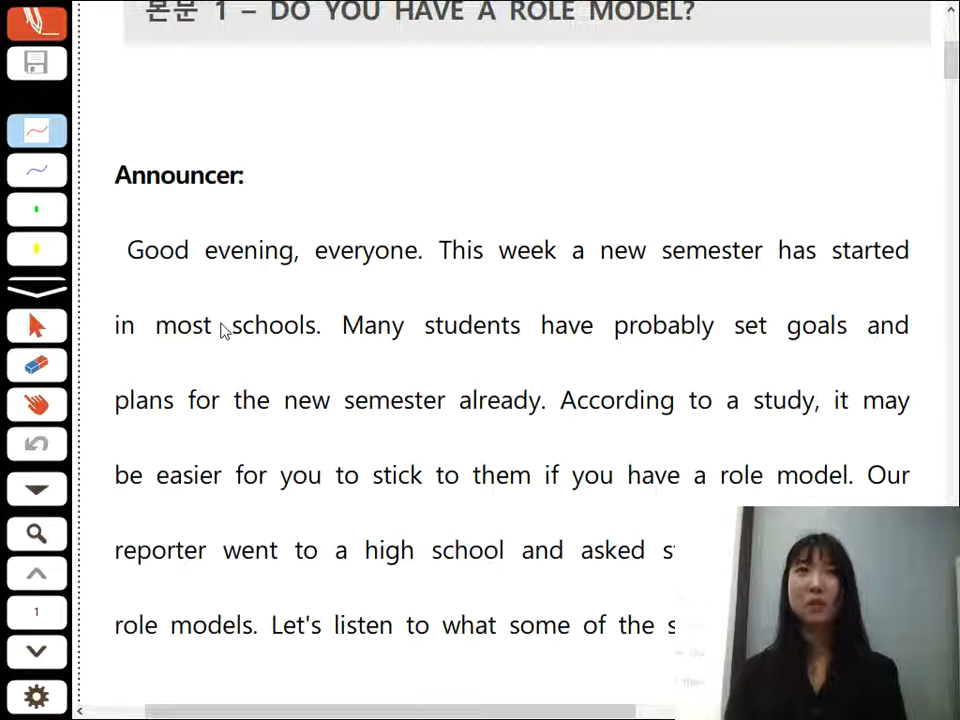 본문 1 – DO YOU HAVE A ROLE MODEL?
Announcer:
Good evening, everyone. This week a new semester has started
in most schools. Many students have probably set goals and
plans for the new semester already. According to a study, it may
be easier for you to stick to them if you have a role model. Our
reporter went to a high school and asked
role models. Let's listen to what some of the
1